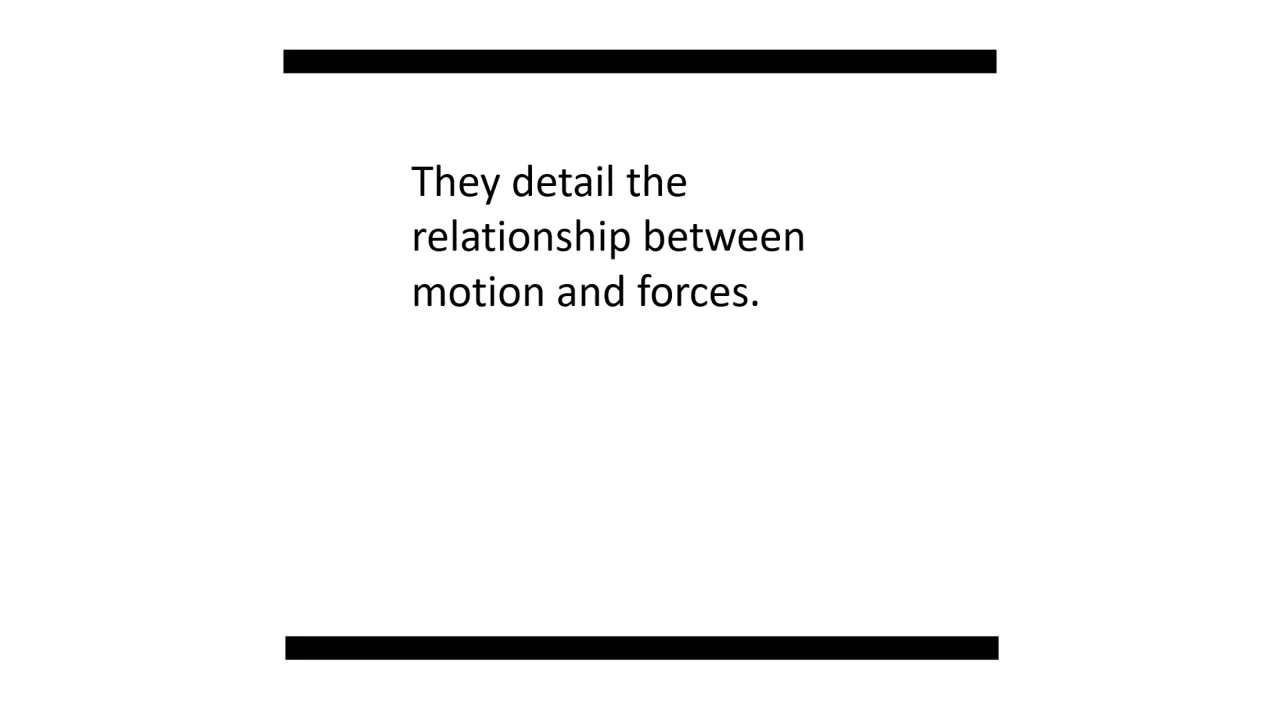 They detail the
relationship between
motion and forces.